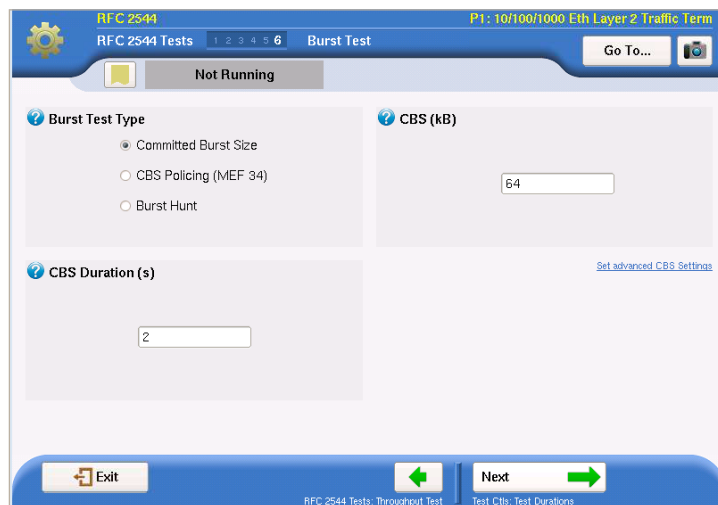 RFC 2544
P1: 10/100/1000 Eth Layer 2 Traffic Term
RFC 2544 Tests 1 2 3 4 5 6 Burst Test
Go To...
Not Running
? Burst Test Type
Committed Burst Size
CBS Policing (MEF 34)
Burst Hunt
? CBS (kB)
64
? CBS Duration (s)
2
Set advanced CBS Settings
Exit
Next
RFC 2544 Tests: Throughput Test
Test Ctls: Test Durations